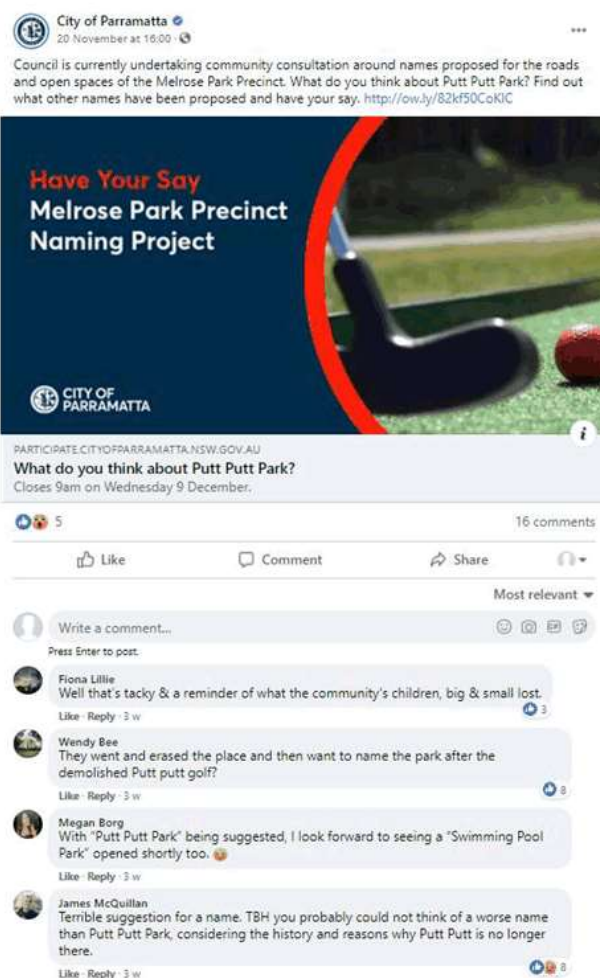 City of Parramatta
20 November at 16:00
Council is currently undertaking community consultation around names proposed for the roads
and open spaces of the Melrose Park Precinct. What do you think about Putt Putt Park? Find out
what other names have been proposed and have your say. http://ow.ly/82kf50CoKIC
Have Your Say
Melrose Park Precinct
Naming Project
CITY OF
PARRAMATTA
i
PARTICIPATE.CITYOFPARRAMATTA.NSW.GOV.AU
What do you think about Putt Putt Park?
Closes 9am on Wednesday 9 December.
5
16 comments
Like
Comment
Share
Most relevant
Write a comment...
GIF
Press Enter to post.
Fiona Lillie
Well that's tacky & a reminder of what the community's children, big & small lost.
3
Like · Reply · 3 w
Wendy Bee
They went and erased the place and then want to name the park after the
demolished Putt putt golf?
8
Like · Reply · 3 w
Megan Borg
With "Putt Putt Park" being suggested, I look forward to seeing a "Swimming Pool
Park" opened shortly too.
Like · Reply · 3 w
James McQuillan
Terrible suggestion for a name. TBH you probably could not think of a worse name
than Putt Putt Park, considering the history and reasons why Putt Putt is no longer
there.
8
Like · Reply · 3 w